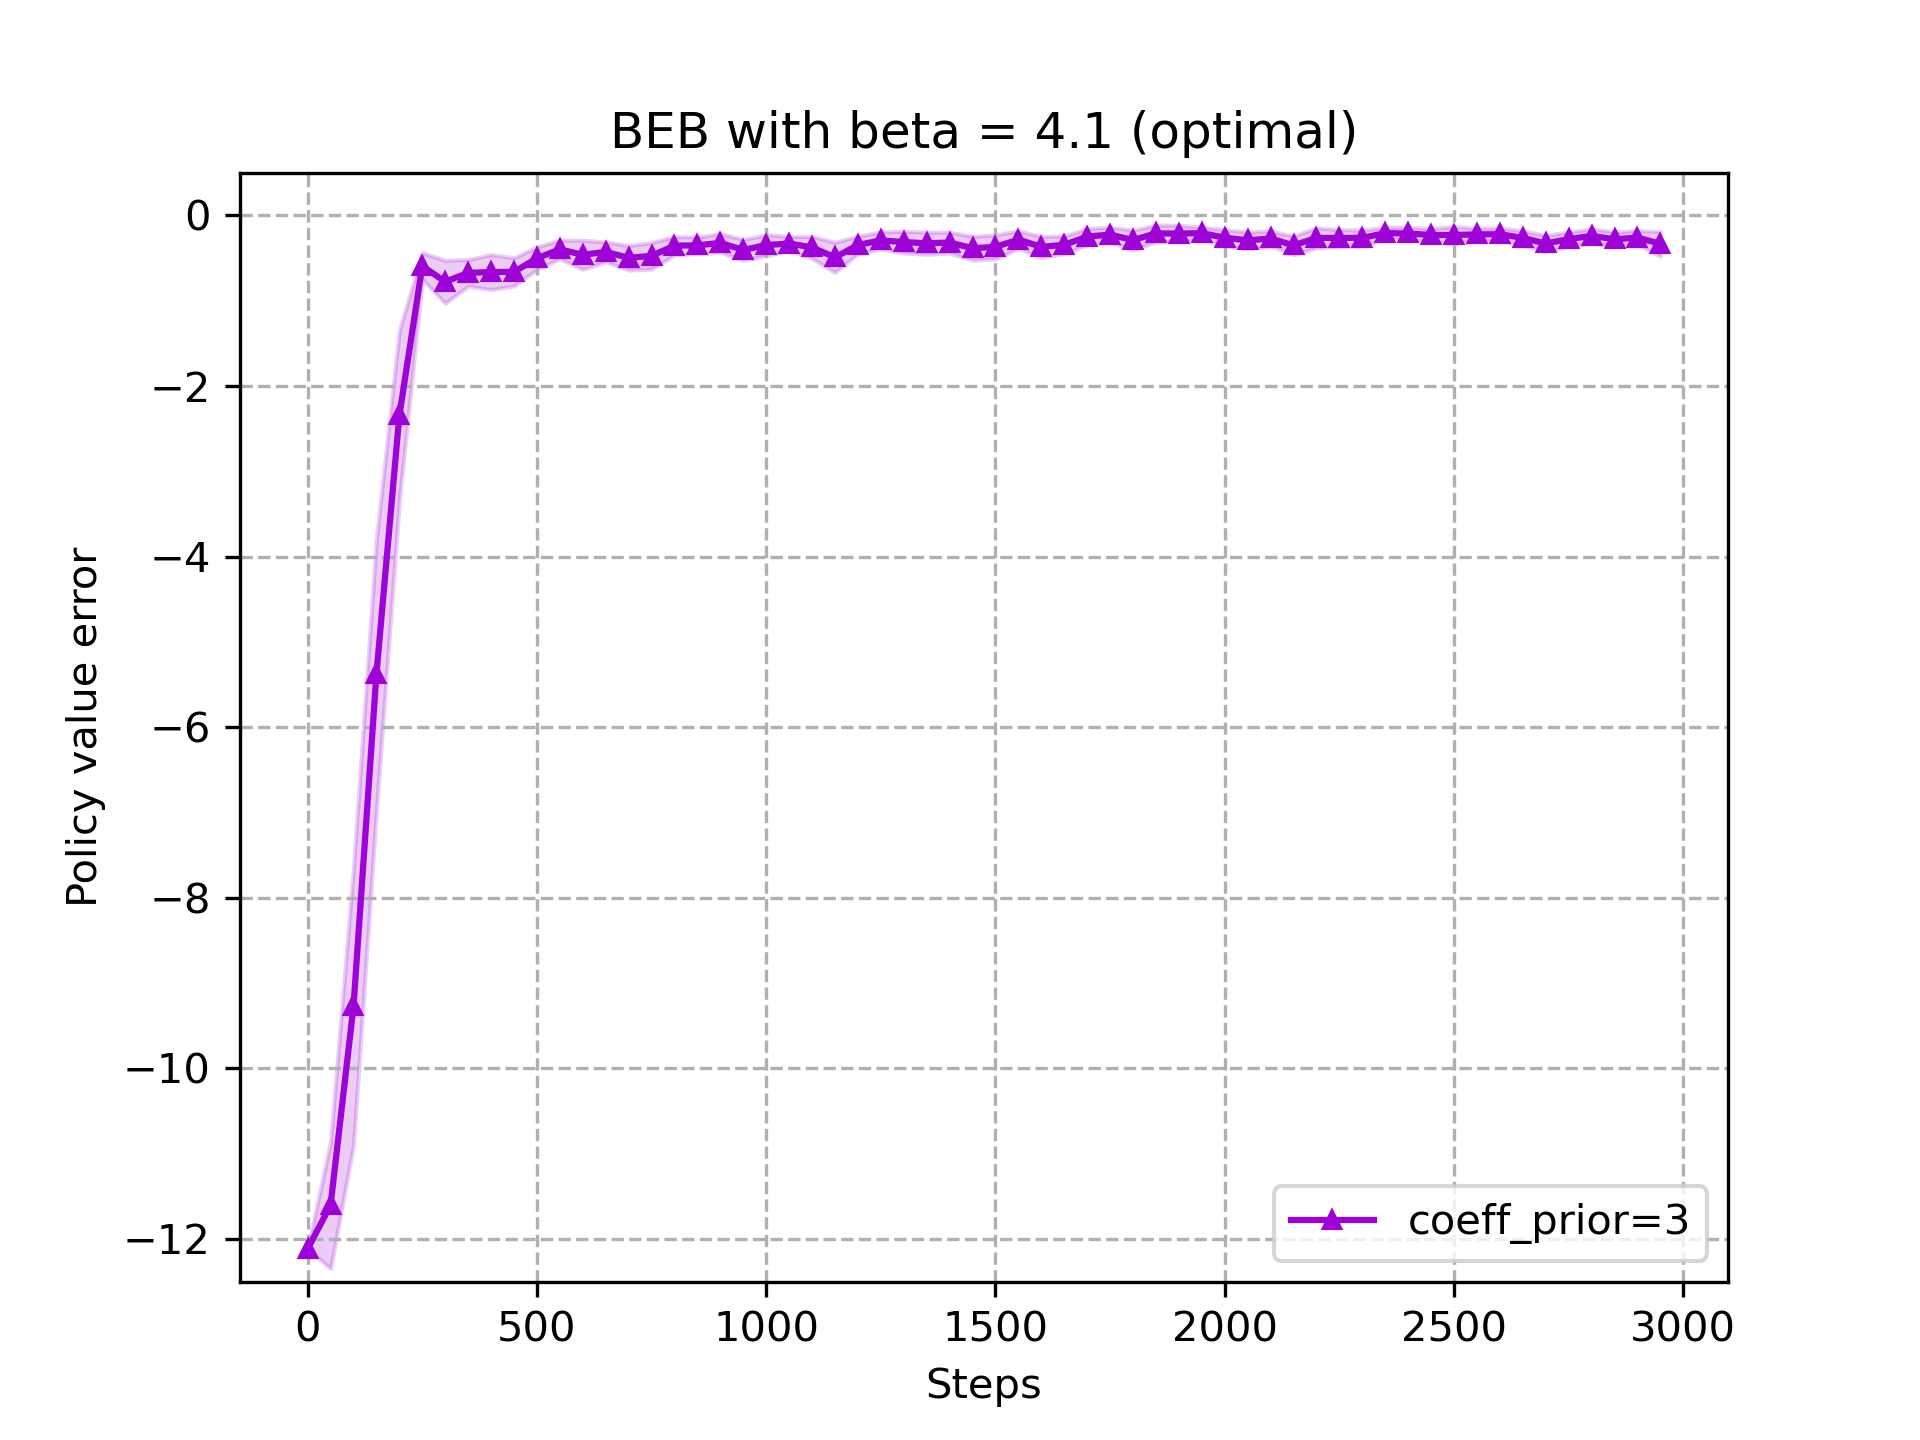 BEB with beta = 4.1 (optimal)
Policy value error
0
−2
−4
−6
−8
−10
−12
coeff_prior=3
0 500 1000 1500 2000 2500 3000
Steps